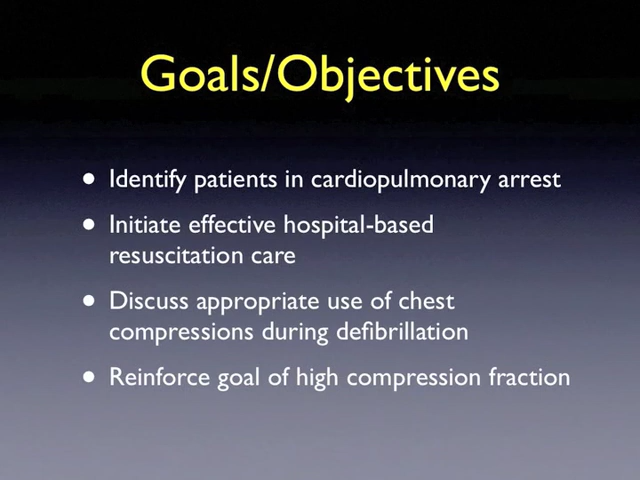 Goals/Objectives
• Identify patients in cardiopulmonary arrest
• Initiate effective hospital-based
resuscitation care
• Discuss appropriate use of chest
compressions during defibrillation
• Reinforce goal of high compression fraction